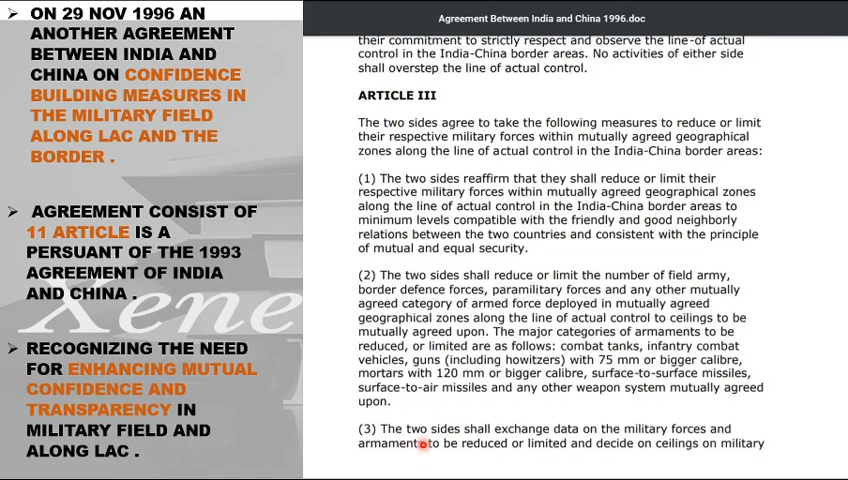 ON 29 NOV 1996 AN
ANOTHER AGREEMENT
BETWEEN INDIA AND
CHINA ON CONFIDENCE
BUILDING MEASURES IN
THE MILITARY FIELD
ALONG LAC AND THE
BORDER .
AGREEMENT CONSIST OF
11 ARTICLE IS A
PERSUANT OF THE 1993
AGREEMENT OF INDIA
AND CHINA .
Xene
RECOGNIZING THE NEED
FOR ENHANCING MUTUAL
CONFIDENCE AND
TRANSPARENCY IN
MILITARY FIELD AND
ALONG LAC .
Agreement Between India and China 1996.doc
their commitment to strictly respect and observe the line-of actual
control in the India-China border areas. No activities of either side
shall overstep the line of actual control.
ARTICLE III
The two sides agree to take the following measures to reduce or limit
their respective military forces within mutually agreed geographical
zones along the line of actual control in the India-China border areas:
(1) The two sides reaffirm that they shall reduce or limit their
respective military forces within mutually agreed geographical zones
along the line of actual control in the India-China border areas to
minimum levels compatible with the friendly and good neighborly
relations between the two countries and consistent with the principle
of mutual and equal security.
(2) The two sides shall reduce or limit the number of field army,
border defence forces, paramilitary forces and any other mutually
agreed category of armed force deployed in mutually agreed
geographical zones along the line of actual control to ceilings to be
mutually agreed upon. The major categories of armaments to be
reduced, or limited are as follows: combat tanks, infantry combat
vehicles, guns (including howitzers) with 75 mm or bigger calibre,
mortars with 120 mm or bigger calibre, surface-to-surface missiles,
surface-to-air missiles and any other weapon system mutually agreed
upon.
(3) The two sides shall exchange data on the military forces and
armaments to be reduced or limited and decide on ceilings on military